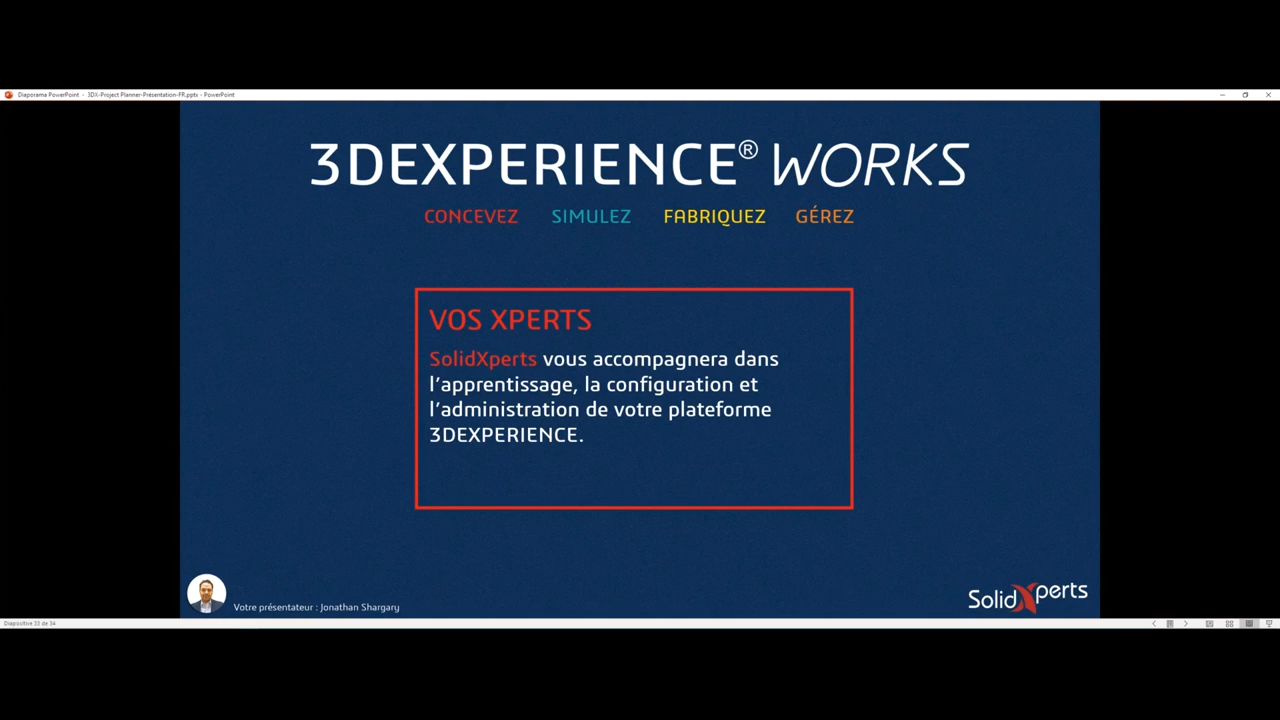 Diaporama PowerPoint - 3DX-Project Planner-Présentation-FR.pptx - PowerPoint
3DEXPERIENCE® WORKS
CONCEVEZ SIMULEZ FABRIQUEZ GÉREZ
VOS XPERTS
SolidXperts vous accompagnera dans
l'apprentissage, la configuration et
l'administration de votre plateforme
3DEXPERIENCE.
Votre présentateur : Jonathan Shargary
SolidXperts
Diapositive 33 de 34